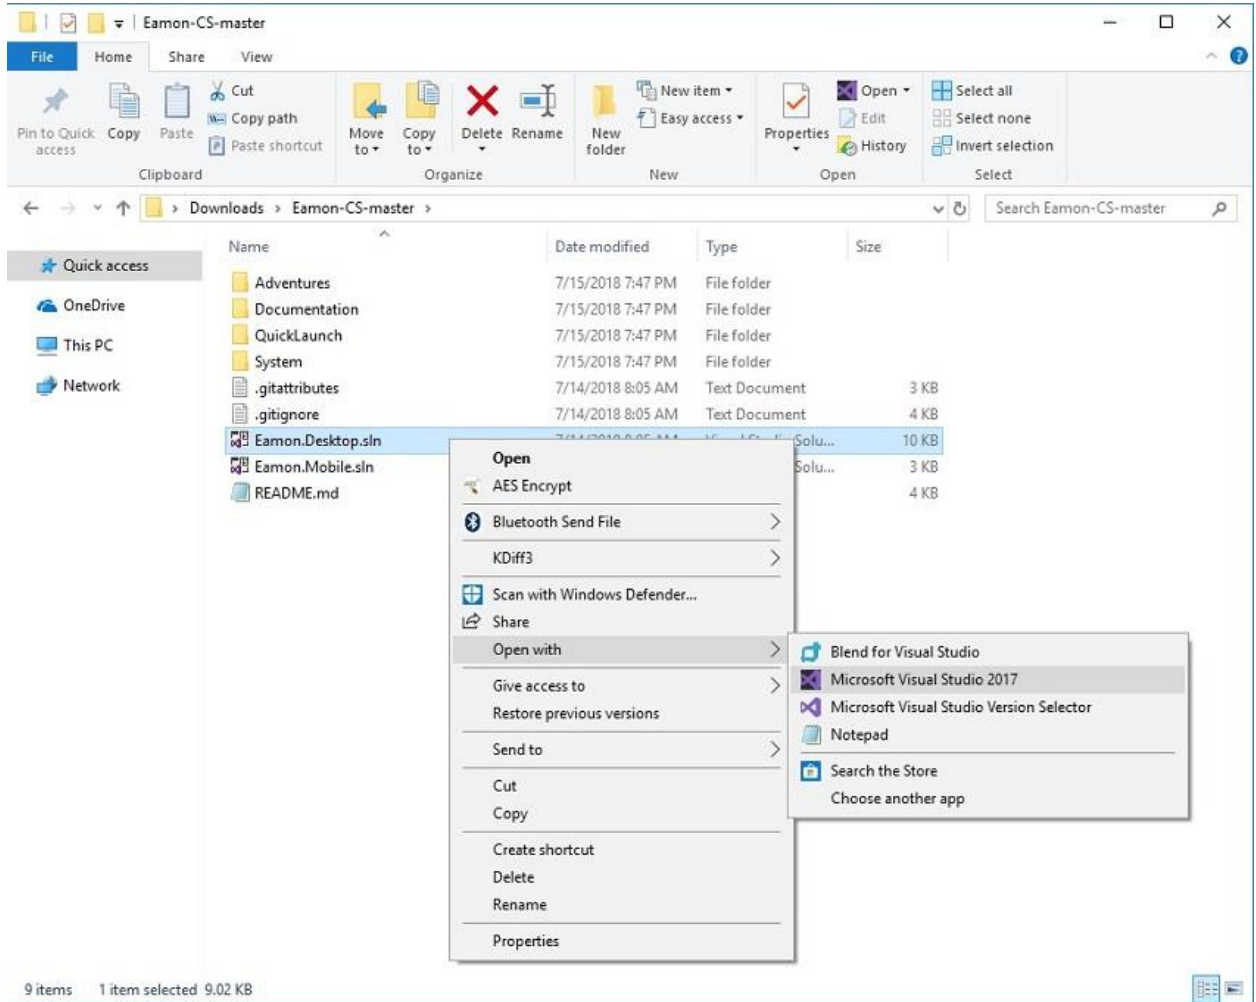 Eamon-CS-master
File Home Share View
Pin to Quick access
Copy
Paste
Cut
Copy path
Paste shortcut
Clipboard
Move to
Copy to
Delete
Rename
Organize
New folder
New item
Easy access
New
Properties
Open
Edit
History
Open
Select all
Select none
Invert selection
Select
Downloads > Eamon-CS-master >
Search Eamon-CS-master
Quick access
OneDrive
This PC
Network
Name Date modified Type Size
Adventures 7/15/2018 7:47 PM File folder
Documentation 7/15/2018 7:47 PM File folder
QuickLaunch 7/15/2018 7:47 PM File folder
System 7/15/2018 7:47 PM File folder
.gitattributes 7/14/2018 8:05 AM Text Document 3 KB
.gitignore 7/14/2018 8:05 AM Text Document 4 KB
Eamon.Desktop.sln Solu... 10 KB
Eamon.Mobile.sln Solu... 3 KB
README.md 4 KB
Open
AES Encrypt
Bluetooth Send File
KDiff3
Scan with Windows Defender...
Share
Open with
Give access to
Restore previous versions
Send to
Cut
Copy
Create shortcut
Delete
Rename
Properties
Blend for Visual Studio
Microsoft Visual Studio 2017
Microsoft Visual Studio Version Selector
Notepad
Search the Store
Choose another app
9 items 1 item selected 9.02 KB